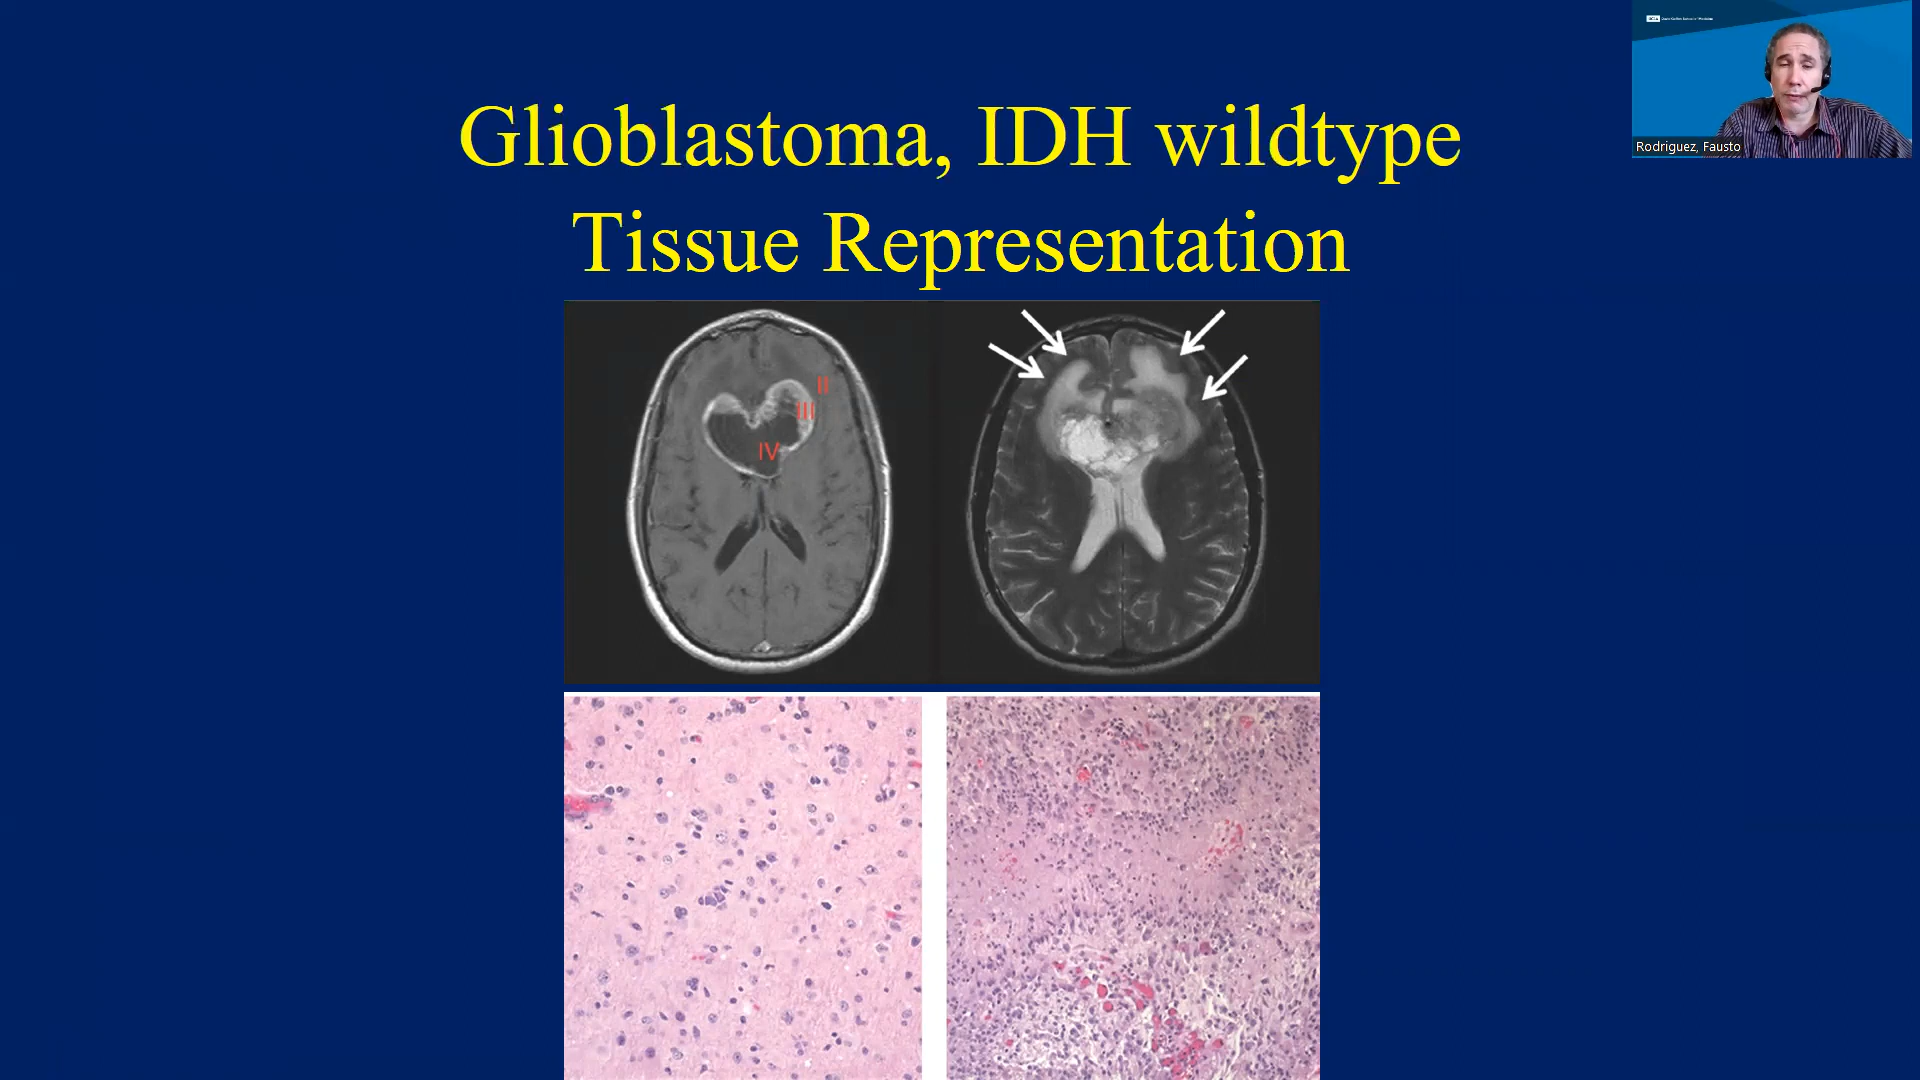 Glioblastoma, IDH wildtype
Tissue Representation
II
III
IV
Rodriguez, Fausto